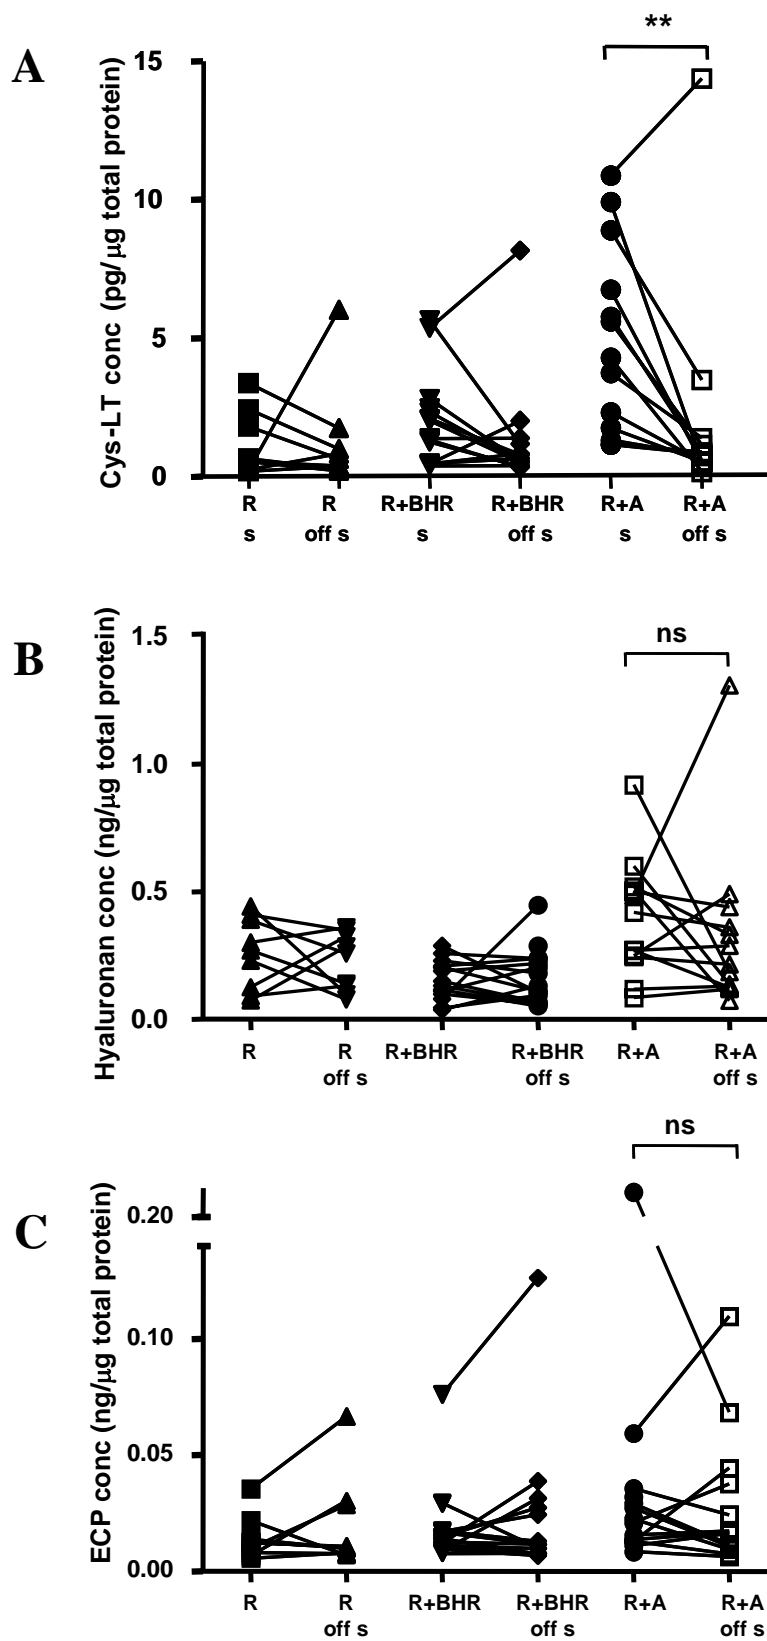 **
A
15
10
5
0
Cys-LT conc (pg/μg total protein)
R R R+BHR R+BHR R+A R+A
s off s s off s s off s
B
ns
1.5
1.0
0.5
0.0
Hyaluronan conc (ng/μg total protein)
R R R+BHR R+BHR R+A R+A
off s off s off s
ns
C
0.20
0.10
0.05
0.00
ECP conc (ng/μg total protein)
R R R+BHR R+BHR R+A R+A
off s off s off s